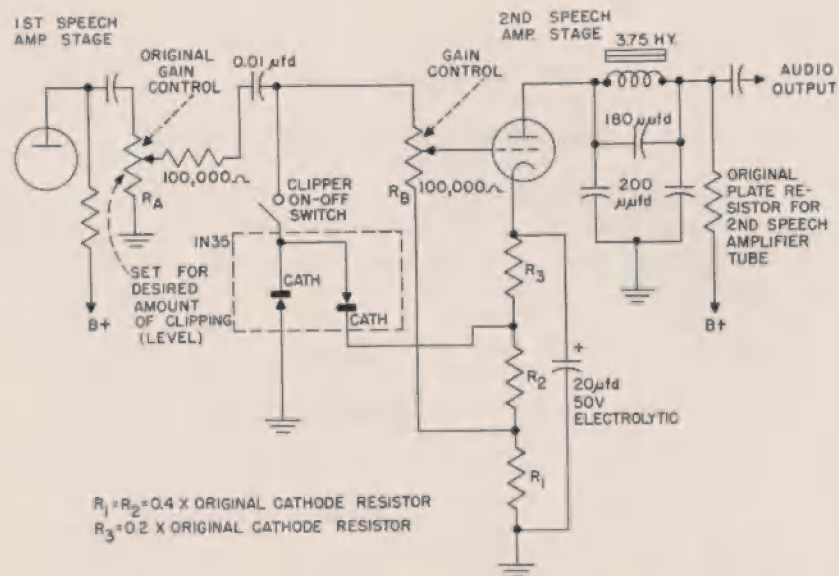 1ST SPEECH
AMP. STAGE
ORIGINAL
GAIN
CONTROL
0.01 μfd
GAIN
CONTROL
2ND SPEECH
AMP. STAGE
3.75 HY.
AUDIO
OUTPUT
180 μμfd
200
μμfd
ORIGINAL
PLATE RE-
SISTOR FOR
2ND SPEECH
AMPLIFIER
TUBE
B+
100,000Ω
RA
CLIPPER
ON-OFF
SWITCH
RB
100,000Ω
SET FOR
DESIRED
AMOUNT
OF CLIPPING
(LEVEL)
B+
IN35
CATH
CATH
R3
R2
R1
+
20μfd
50V
ELECTROLYTIC
R1=R2=0.4 X ORIGINAL CATHODE RESISTOR
R3=0.2 X ORIGINAL CATHODE RESISTOR